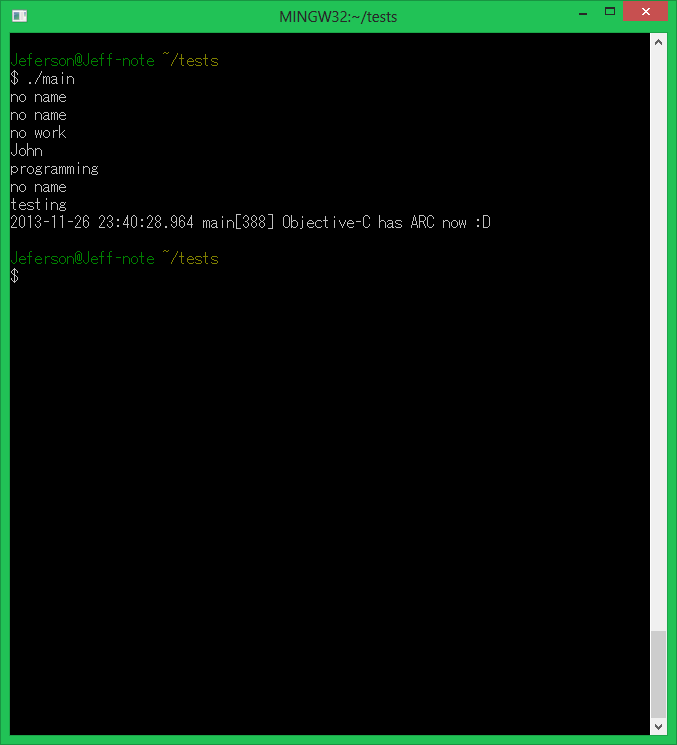 MINGW32:~/tests
Jeferson@Jeff-note ~/tests
$ ./main
no name
no name
no work
John
programming
no name
testing
2013-11-26 23:40:28.964 main[388] Objective-C has ARC now :D
Jeferson@Jeff-note ~/tests
$